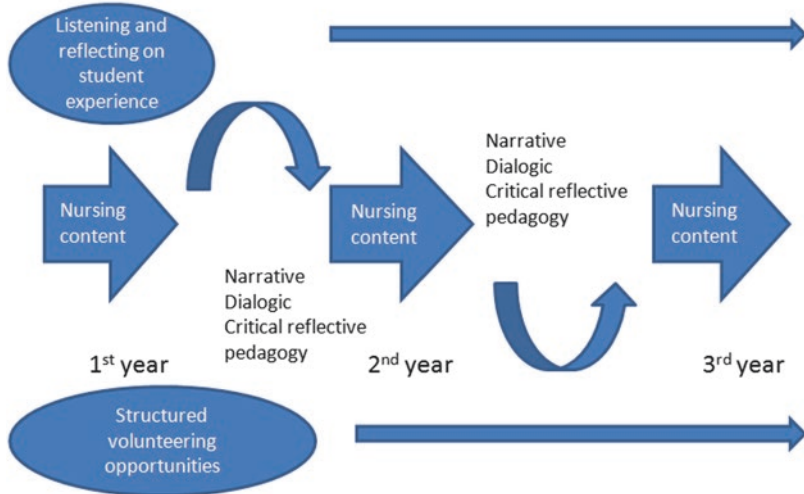 Listening and
reflecting on
student
experience
Nursing
content
Narrative
Dialogic
Critical reflective
pedagogy
Nursing
content
Narrative
Dialogic
Critical reflective
pedagogy
Nursing
content
1st year
2nd year
3rd year
Structured
volunteering
opportunities